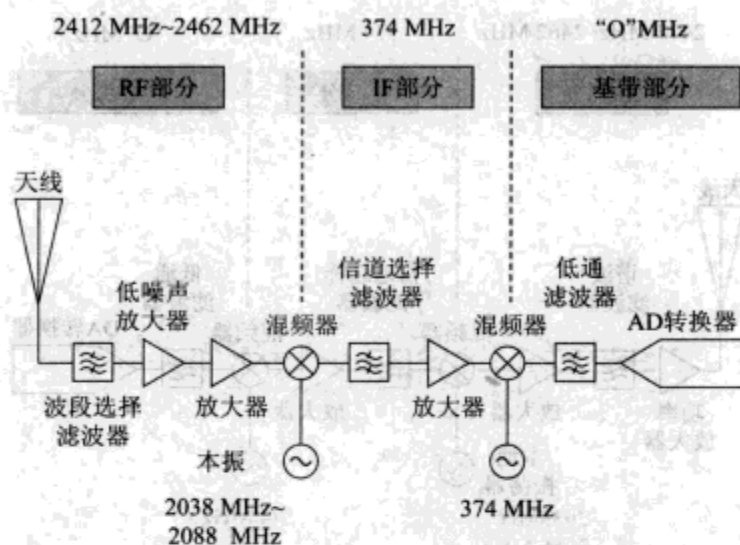 2412 MHz~2462 MHz
374 MHz
“O”MHz
RF部分
IF部分
基带部分
天线
低噪声
放大器
混频器
信道选择
滤波器
混频器
低通
滤波器
AD转换器
波段选择
滤波器
放大器
本振
放大器
2038 MHz~
2088 MHz
374 MHz